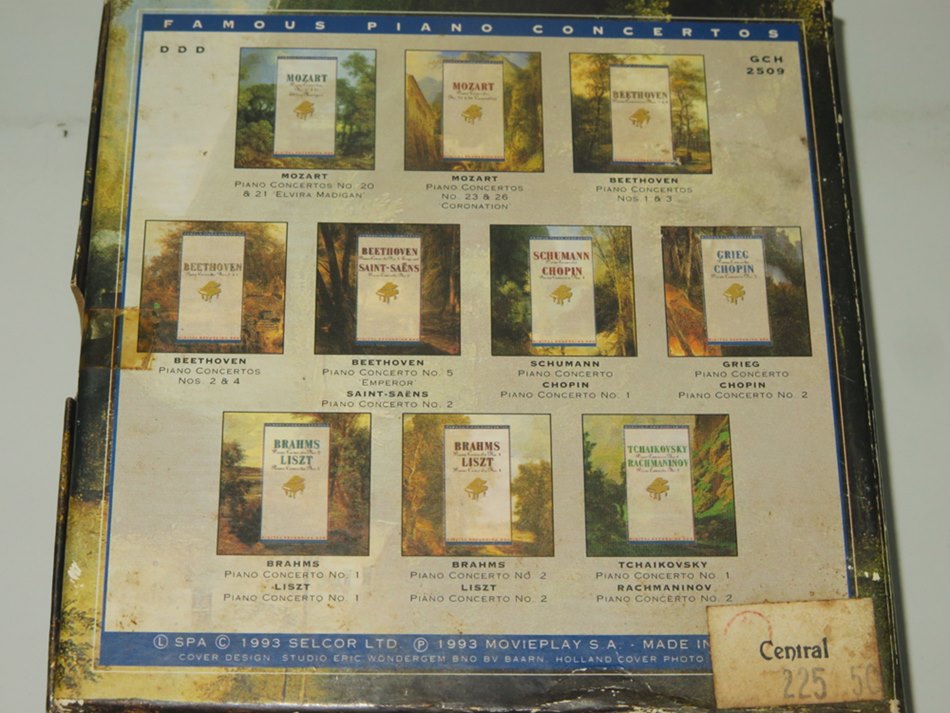 FAMOUS PIANO CONCERTOS
DDD
GCH
2509
MOZART
MOZART
BEETHOVEN
MOZART
PIANO CONCERTOS NO. 20
& 21 'ELVIRA MADIGAN'
MOZART
PIANO CONCERTOS
NO. 23 & 26
'CORONATION'
BEETHOVEN
PIANO CONCERTOS
NOS. 1 & 3
BEETHOVEN
BEETHOVEN
SAINT-SAËNS
SCHUMANN
CHOPIN
GRIEG
CHOPIN
BEETHOVEN
PIANO CONCERTOS
NOS. 2 & 4
BEETHOVEN
PIANO CONCERTO NO. 5
'EMPEROR'
SAINT-SAËNS
PIANO CONCERTO NO. 2
SCHUMANN
PIANO CONCERTO
CHOPIN
PIANO CONCERTO NO. 1
GRIEG
PIANO CONCERTO
CHOPIN
PIANO CONCERTO NO. 2
BRAHMS
LISZT
BRAHMS
LISZT
TCHAIKOVSKY
RACHMANINOV
BRAHMS
PIANO CONCERTO NO. 1
LISZT
PIANO CONCERTO NO. 1
BRAHMS
PIANO CONCERTO NO. 2
LISZT
PIANO CONCERTO NO. 2
TCHAIKOVSKY
PIANO CONCERTO NO. 1
RACHMANINOV
PIANO CONCERTO NO. 2
Ⓛ SPA Ⓒ 1993 SELCOR LTD. Ⓟ 1993 MOVIEPLAY S.A. - MADE IN
COVER DESIGN: STUDIO ERIC WONDERGEM BNO BV BAARN, HOLLAND COVER PHOTO
Central
225